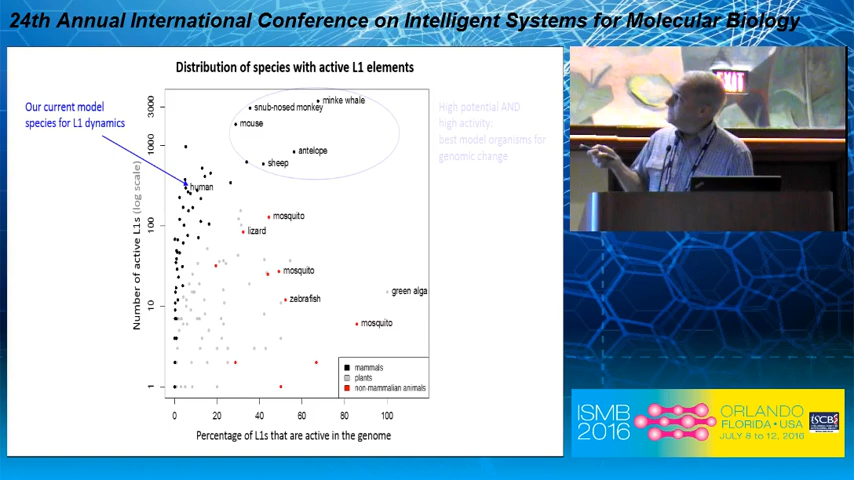 24th Annual International Conference on Intelligent Systems for Molecular Biology
Distribution of species with active L1 elements
Our current model
species for L1 dynamics
High potential AND
high activity:
best model organisms for
genomic change
Number of active L1s (log scale)
3000
1000
100
10
1
minke whale
snub-nosed monkey
mouse
antelope
sheep
human
mosquito
lizard
mosquito
zebrafish
green alga
mosquito
mammals
plants
non-mammalian animals
0 20 40 60 80 100
Percentage of L1s that are active in the genome
ISMB
2016
ORLANDO
FLORIDA • USA
JULY 8 to 12, 2016
ISCB